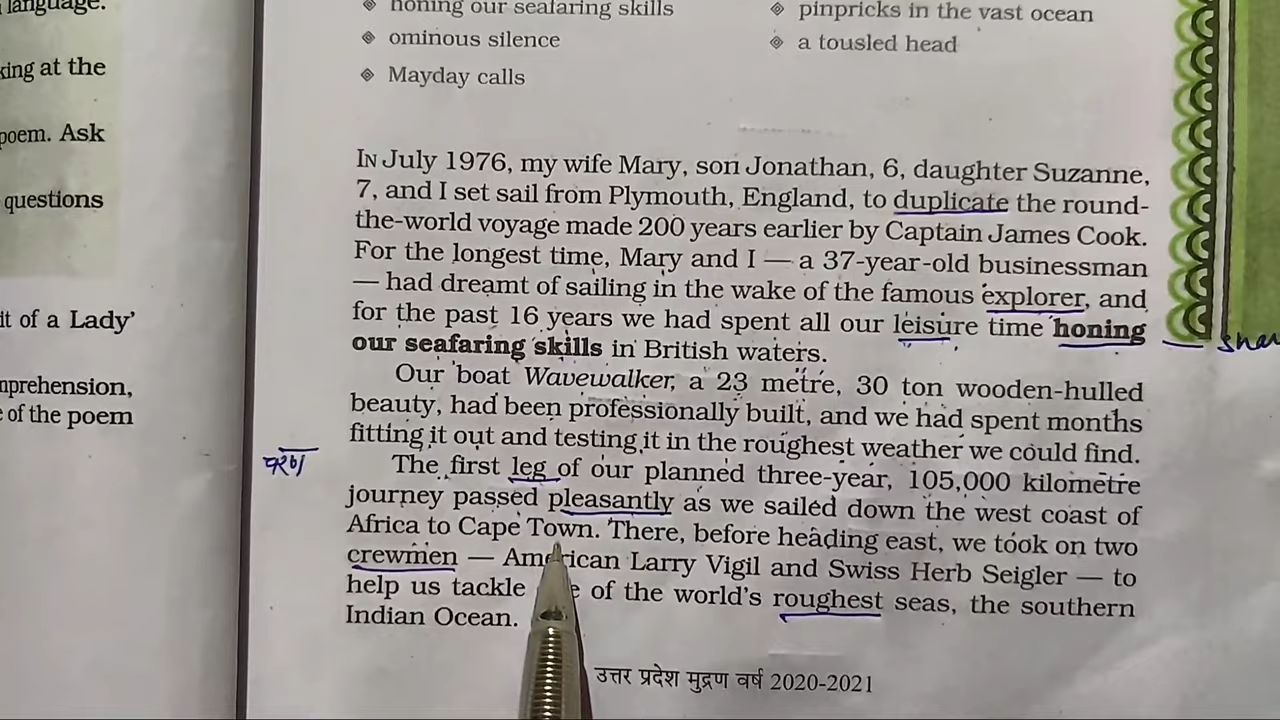 language.
king at the
poem. Ask
questions
it of a Lady'
mprehension,
of the poem
honing our seafaring skills
ominous silence
Mayday calls
pinpricks in the vast ocean
a tousled head
IN July 1976, my wife Mary, son Jonathan, 6, daughter Suzanne,
7, and I set sail from Plymouth, England, to duplicate the round-
the-world voyage made 200 years earlier by Captain James Cook.
For the longest time, Mary and I — a 37-year-old businessman
— had dreamt of sailing in the wake of the famous explorer, and
for the past 16 years we had spent all our leisure time honing
our seafaring skills in British waters.
Our boat Wavewalker, a 23 metre, 30 ton wooden-hulled
beauty, had been professionally built, and we had spent months
fitting it out and testing it in the roughest weather we could find.
चरण
The first leg of our planned three-year, 105,000 kilometre
journey passed pleasantly as we sailed down the west coast of
Africa to Cape Town. There, before heading east, we took on two
crewmen — American Larry Vigil and Swiss Herb Seigler — to
help us tackle of the world's roughest seas, the southern
Indian Ocean.
उत्तर प्रदेश मुद्रण वर्ष 2020-2021